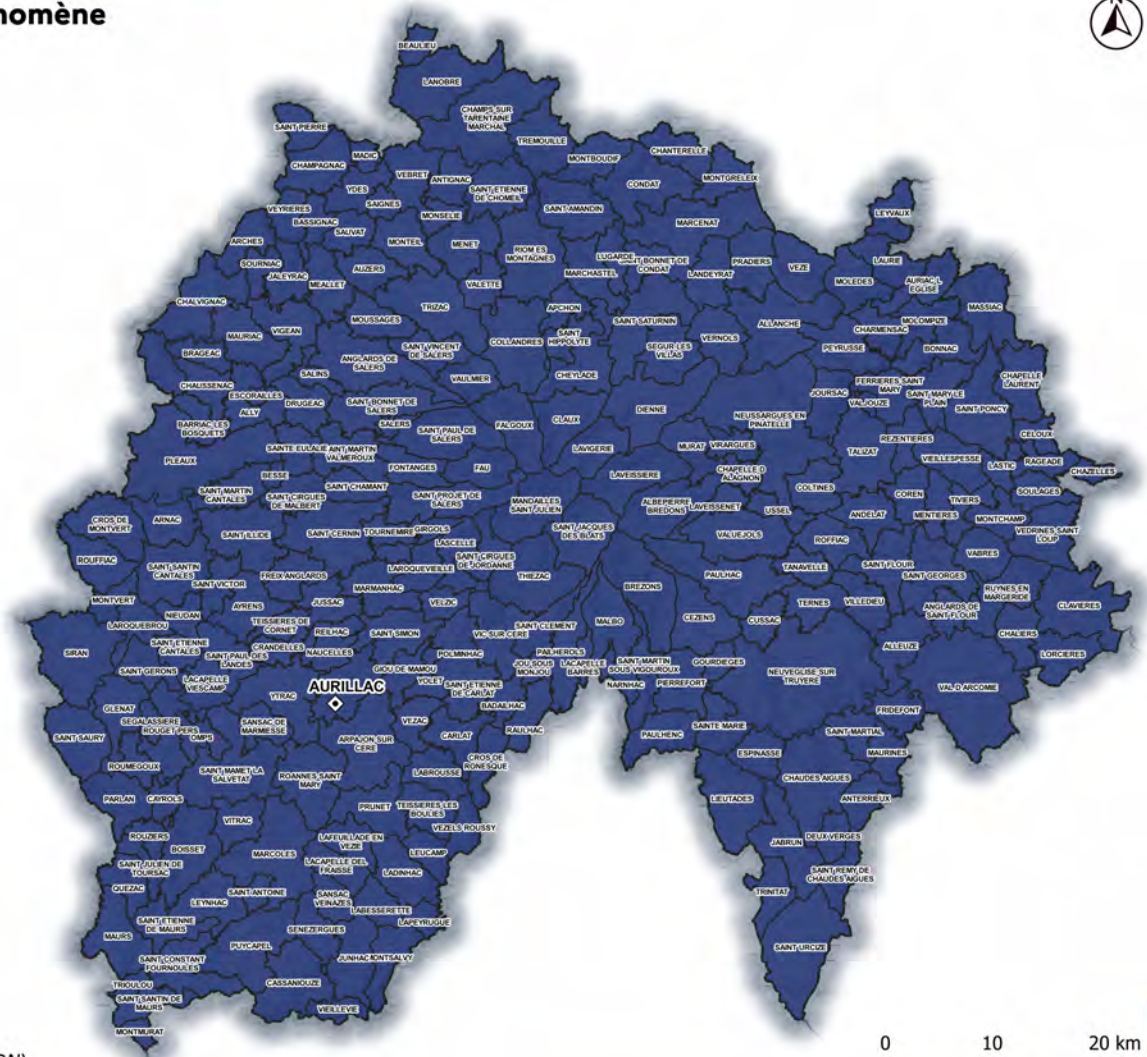 nomène
BEAULIEU
LANOBRE
CHAMPS SUR
TARENTAINE
MARCHAL
SAINT PIERRE
TREMOUILLE
MADIC
CHAMPAGNAC
MONTBOUDIF
CHANTERELLE
VEBRET
ANTIGNAC
YDES
SAINT ETIENNE
DE CHOMEIL
CONDAT
MONTGRELEIX
SAIGNES
VEYRIERES
BASSIGNAC
SAUVAT
MONSELIE
SAINT AMANDIN
MARCENAT
LEYVAUX
ARCHES
MONTEIL
MENET
RIOM ES
MONTAGNES
LUGARDE
SAINT BONNET DE
CONDAT
PRADIERS
VEZE
LAURIE
SOURNIAC
JALEYRAC
MEALLET
AUZERS
VALETTE
MARCHASTEL
LANDEYRAT
MOLEDES
AURIAC L
EGLISE
CHALVIGNAC
TRIZAC
APCHON
MASSIAC
MAURIAC
VIGEAN
MOUSSAGES
SAINT SATURNIN
ALLANCHE
MOLOMPIZE
CHARMENSAC
BRAGEAC
ANGLARDS DE
SALERS
SAINT VINCENT
DE SALERS
COLLANDRES
SAINT
HIPPOLYTE
SEGUR LES
VILLAS
VERNOLS
PEYRUSSE
BONNAC
CHAUSSENAC
SALINS
VAULMIER
CHEYLADE
CHAPELLE
LAURENT
ESCORAILLES
ALLY
DRUGEAC
SAINT BONNET DE
SALERS
JOURSAC
FERRIERES SAINT
MARY
VALJOUZE
SAINT MARY LE
PLAIN
SAINT PONCY
BARRIAC LES
BOSQUETS
SALERS
SAINT PAUL DE
SALERS
FALGOUX
CLAUX
DIENNE
NEUSSARGUES EN
PINATELLE
CELOUX
PLEAUX
SAINTE EULALIE
AINT MARTIN
VALMEROUX
LAVIGERIE
MURAT
VIRARGUES
REZENTIERES
TALIZAT
VIEILLESPESSE
LASTIC
RAGEADE
CHAZELLES
BESSE
FONTANGES
FAU
LAVEISSIERE
CHAPELLE D
ALAGNON
SAINT MARTIN
CANTALES
SAINT CIRGUES
DE MALBERT
SAINT CHAMANT
SAINT PROJET DE
SALERS
COLTINES
COREN
TIVIERS
SOULAGES
MANDAILLES
SAINT JULIEN
ALBEPIERRE
BREDONS
LAVEISSENET
USSEL
ANDELAT
MENTIERES
MONTCHAMP
CROS DE
MONTVERT
ARNAC
SAINT ILLIDE
SAINT CERNIN
TOURNEMIRE
GIRGOLS
SAINT JACQUES
DES BLATS
VALUEJOLS
ROFFIAC
VEDRINES SAINT
LOUP
LASCELLE
ROUFFIAC
SAINT SANTIN
CANTALES
LAROQUEVIEILLE
SAINT CIRGUES
DE JORDANNE
THIEZAC
PAULHAC
TANAVELLE
SAINT FLOUR
SAINT GEORGES
VABRES
SAINT VICTOR
FREIX ANGLARDS
MARMANHAC
BREZONS
RUYNES EN
MARGERIDE
MONTVERT
AYRENS
JUSSAC
VELZIC
TERNES
VILLEDIEU
ANGLARDS DE
SAINT FLOUR
CLAVIERES
LAROQUEBROU
NIEUDAN
TEISSIERES DE
CORNET
REILHAC
SAINT SIMON
VIC SUR CERE
SAINT CLEMENT
MALBO
CEZENS
CUSSAC
CHALIERS
SIRAN
SAINT ETIENNE
CANTALES
SAINT PAUL DES
LANDES
CRANDELLES
NAUCELLES
POLMINHAC
PAILHEROLS
ALLEUZE
LORCIERES
SAINT GERONS
LACAPELLE
VIESCAMP
GIOU DE MAMOU
YOLET
SAINT ETIENNE
DE CARLAT
JOU SOUS
MONJOU
LACAPELLE
BARRES
SAINT MARTIN
SOUS VIGOUROUX
GOURDIEGES
NEUVEGLISE SUR
TRUYERE
VAL D ARCOMIE
YTRAC
AURILLAC
BADAILHAC
NARNHAC
PIERREFORT
GLENAT
SEGALASSIERE
ROUGET PERS
OMPS
SANSAC DE
MARMIESSE
VEZAC
FRIDEFONT
SAINT SAURY
ARPAJON SUR
CERE
CARLAT
RAULHAC
PAULHENC
SAINTE MARIE
SAINT MARTIAL
ROUMEGOUX
SAINT MAMET LA
SALVETAT
ROANNES SAINT
MARY
LABROUSSE
CROS DE
RONESQUE
ESPINASSE
MAURINES
CHAUDES AIGUES
PARLAN
CAYROLS
PRUNET
TEISSIERES LES
BOULIES
LIEUTADES
ANTERRIEUX
VITRAC
VEZELS ROUSSY
ROUZIERS
BOISSET
LAFEUILLADE EN
VEZIE
JABRUN
DEUX VERGES
SAINT JULIEN DE
TOURSAC
MARCOLES
LACAPELLE DEL
FRAISSE
LEUCAMP
LADINHAC
SAINT REMY DE
CHAUDES AIGUES
QUEZAC
LEYNHAC
SAINT ANTOINE
SANSAC
VEINAZES
LABESSERETTE
TRINITAT
SAINT ETIENNE
DE MAURS
LAPEYRUGUE
MAURS
SENEZERGUES
PUYCAPEL
SAINT URCIZE
SAINT CONSTANT
FOURNOULES
JUNHAC
MONTSALVY
TRIOULOU
CASSANIOUZE
SAINT SANTIN DE
MAURS
VIEILLEVIE
MONTMURAT
0 10 20 km